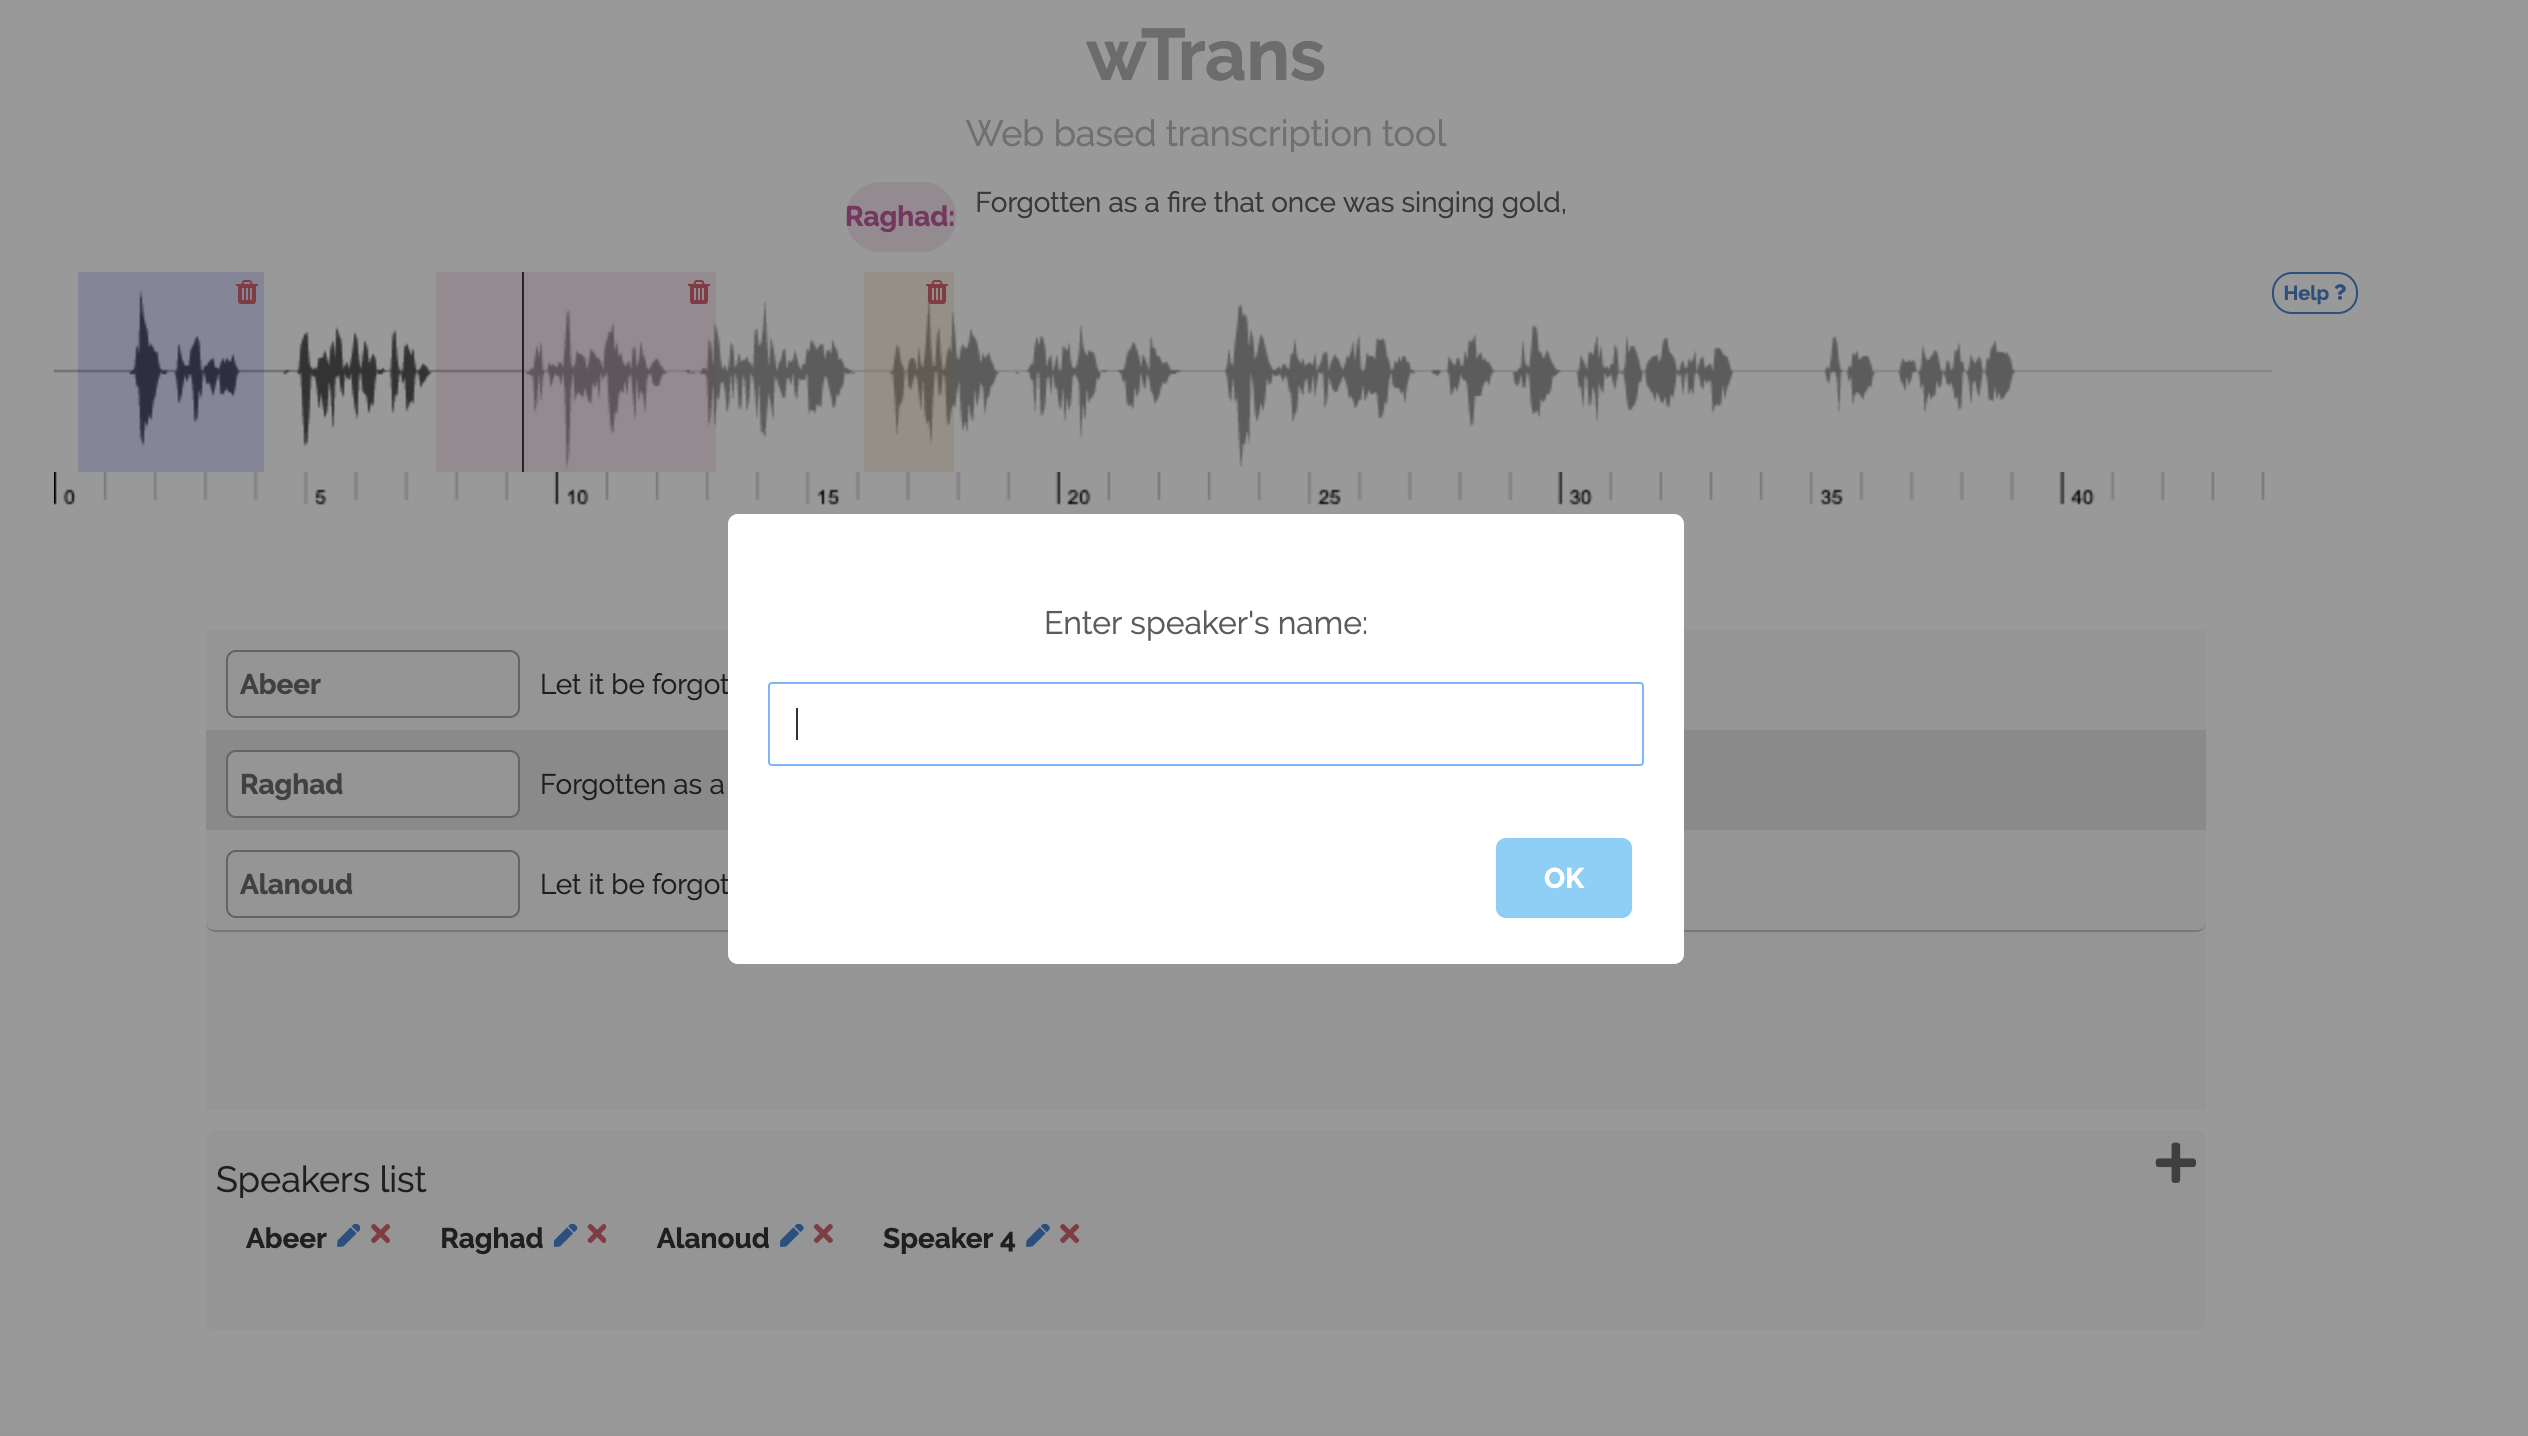 wTrans
Web based transcription tool
Raghad: Forgotten as a fire that once was singing gold,
Help ?
0 5 10 15 20 25 30 35 40
Enter speaker's name:
Abeer Let it be forgot
Raghad Forgotten as a
Alanoud Let it be forgot
OK
Speakers list
Abeer Raghad Alanoud Speaker 4